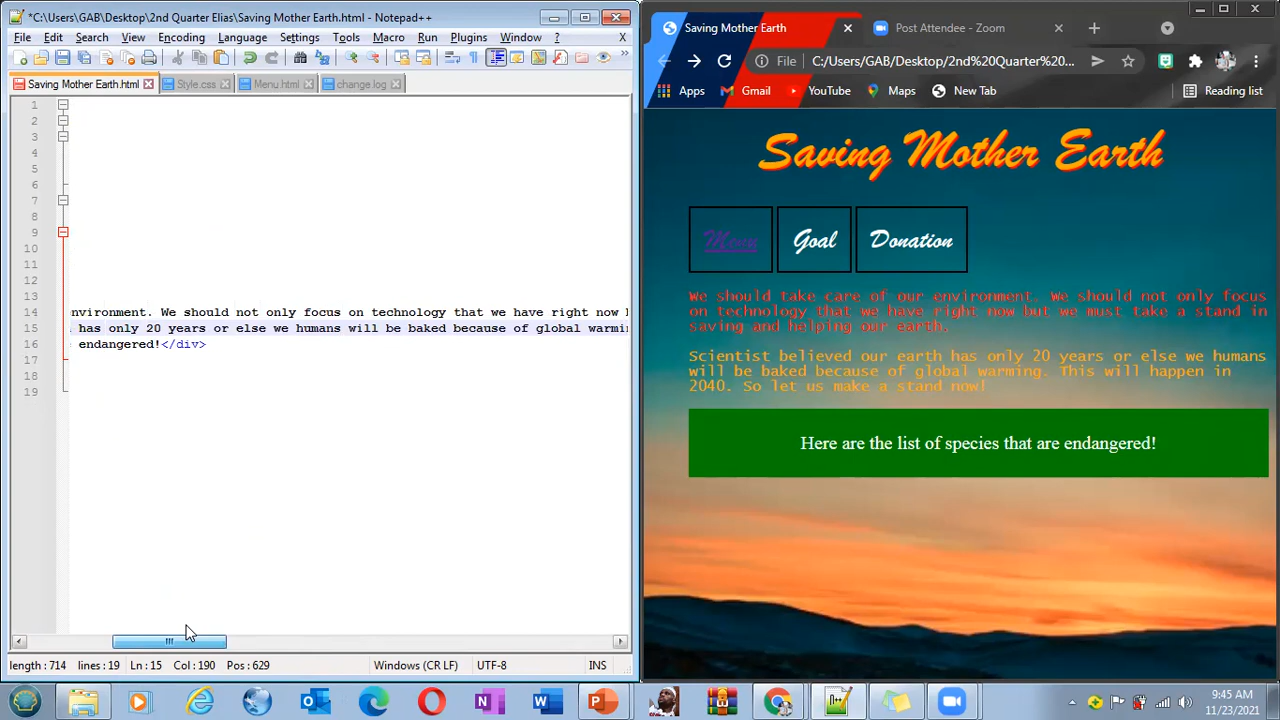 *C:\Users\GAB\Desktop\2nd Quarter Elias\Saving Mother Earth.html - Notepad++
File Edit Search View Encoding Language Settings Tools Macro Run Plugins Window ? X
Saving Mother Earth.html Style.css Menu.html change.log
1
2
3
4
5
6
7
8
9
10
11
12
13
14 nvironment. We should not only focus on technology that we have right now
15 has only 20 years or else we humans will be baked because of global
16 endangered!</div>
17
18
19
length : 714 lines : 19 Ln : 15 Col : 190 Pos : 629 Windows (CR LF) UTF-8 INS
Saving Mother Earth Post Attendee - Zoom
File C:/Users/GAB/Desktop/2nd%20Quarter%20...
Apps Gmail YouTube Maps New Tab Reading list
Saving Mother Earth
Menu Goal Donation
We should take care of our environment. We should not only focus
on technology that we have right now but we must take a stand in
saving and helping our earth.
Scientist believed our earth has only 20 years or else we humans
will be baked because of global warming. This will happen in
2040. So let us make a stand now!
Here are the list of species that are endangered!
9:45 AM
11/23/2021